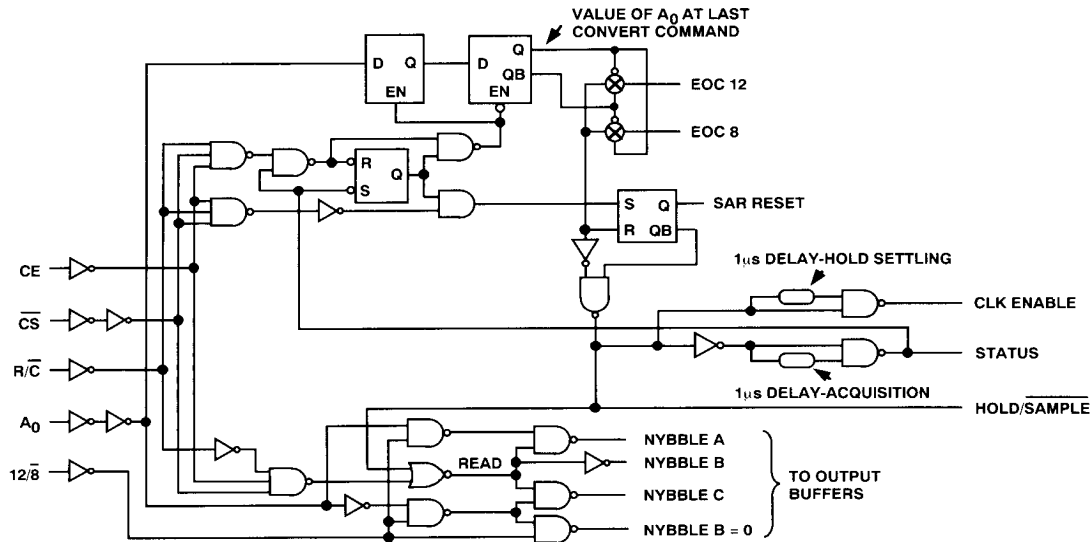 VALUE OF A0 AT LAST
CONVERT COMMAND
D Q
EN
D Q
QB
EN
EOC 12
EOC 8
R
S
Q
S Q
R QB
SAR RESET
1μs DELAY-HOLD SETTLING
CLK ENABLE
STATUS
1μs DELAY-ACQUISITION
HOLD/SAMPLE
CE
CS
R/C
A0
12/8
READ
NYBBLE A
NYBBLE B
NYBBLE C
NYBBLE B = 0
TO OUTPUT
BUFFERS